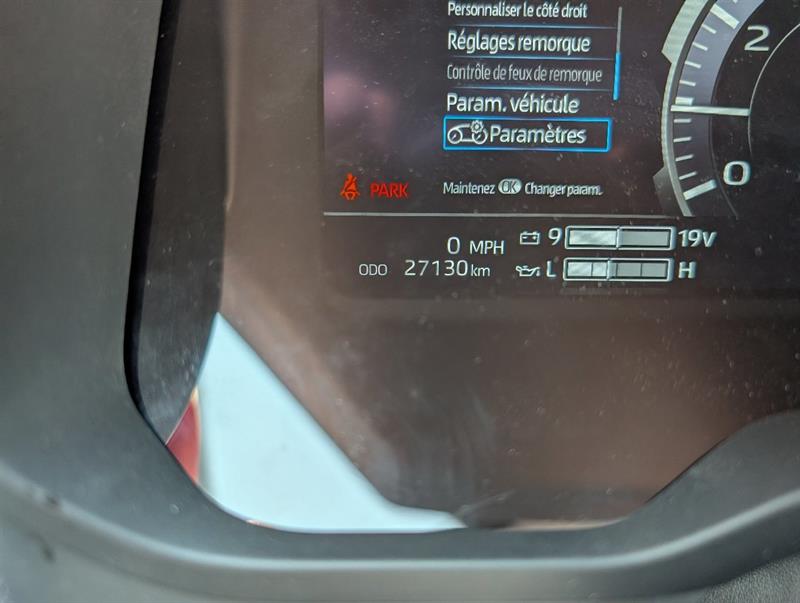 Personnaliser le côté droit
Réglages remorque
Contrôle de feux de remorque
Param. véhicule
Paramètres
Maintenez OK Changer param.
PARK
2
0
0 MPH
9 19V
ODO 27130 km
L H